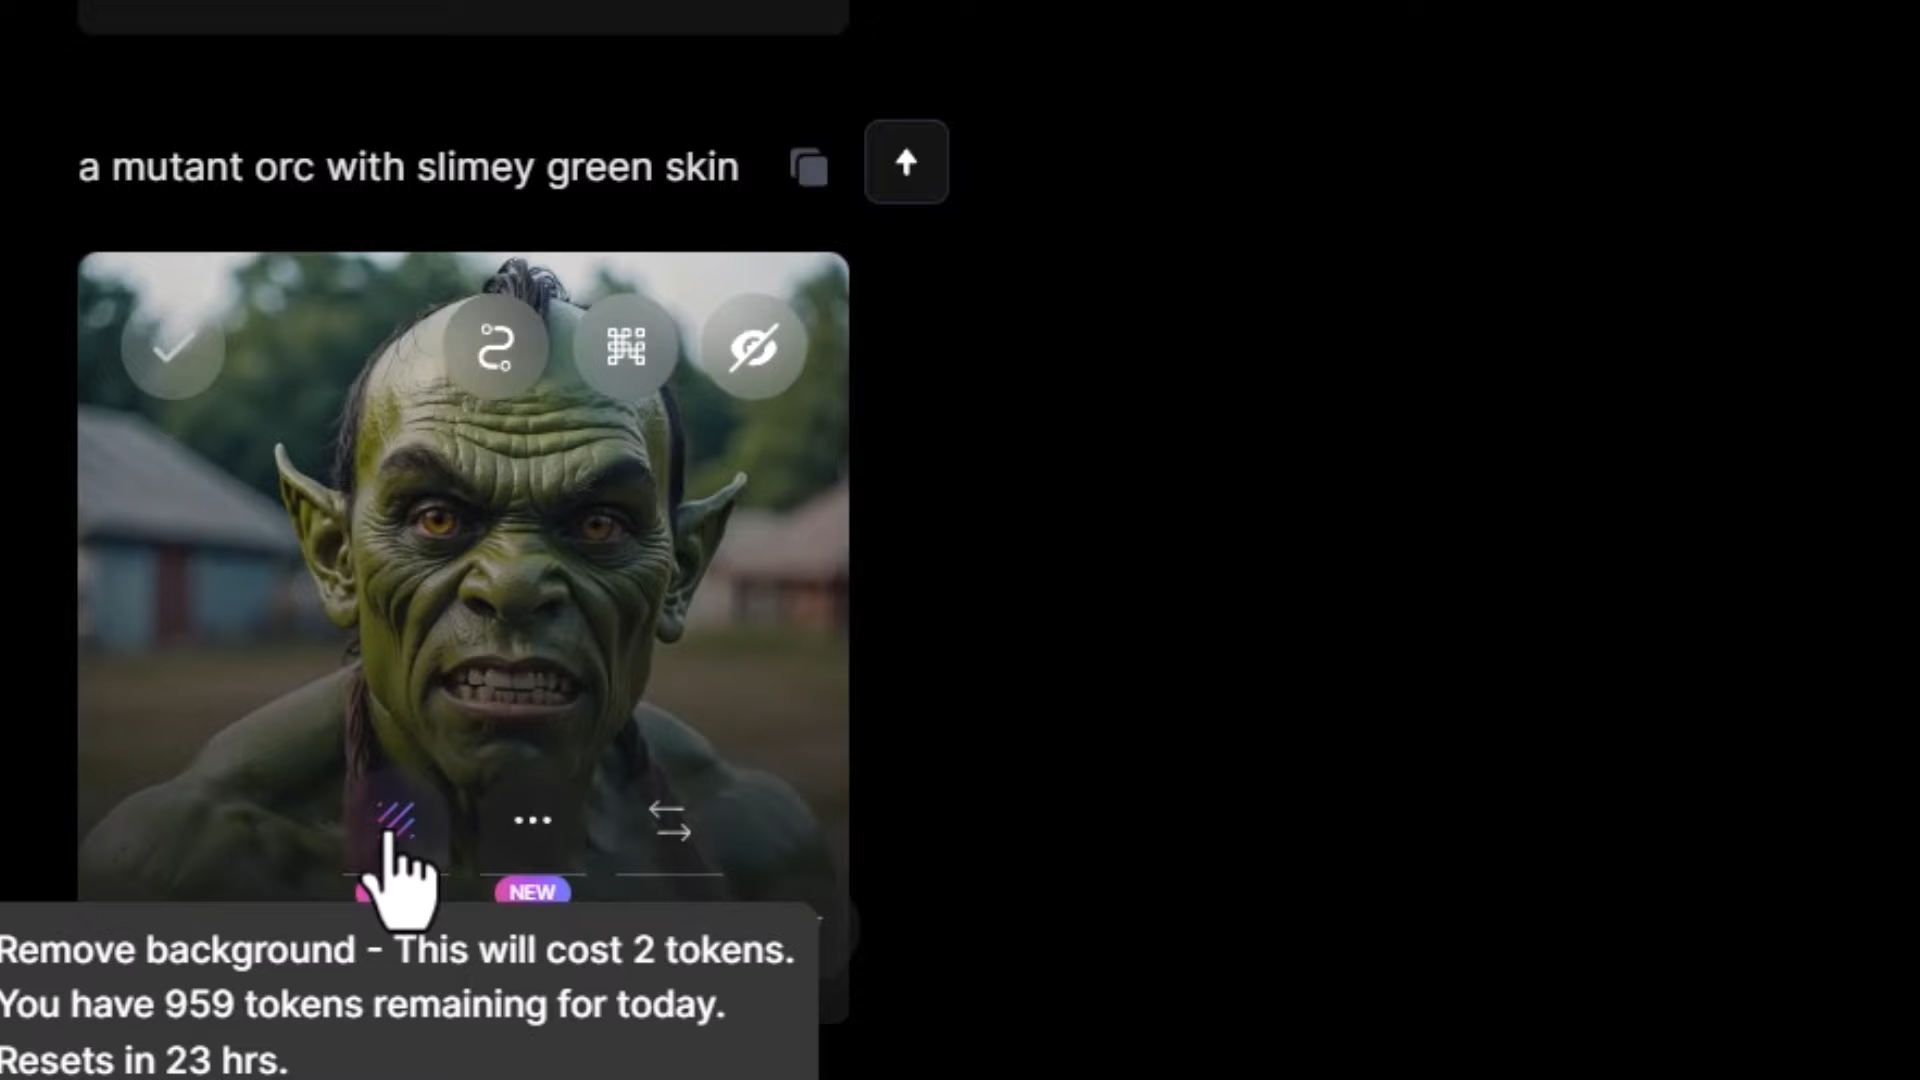 a mutant orc with slimey green skin
NEW
Remove background - This will cost 2 tokens.
You have 959 tokens remaining for today.
Resets in 23 hrs.